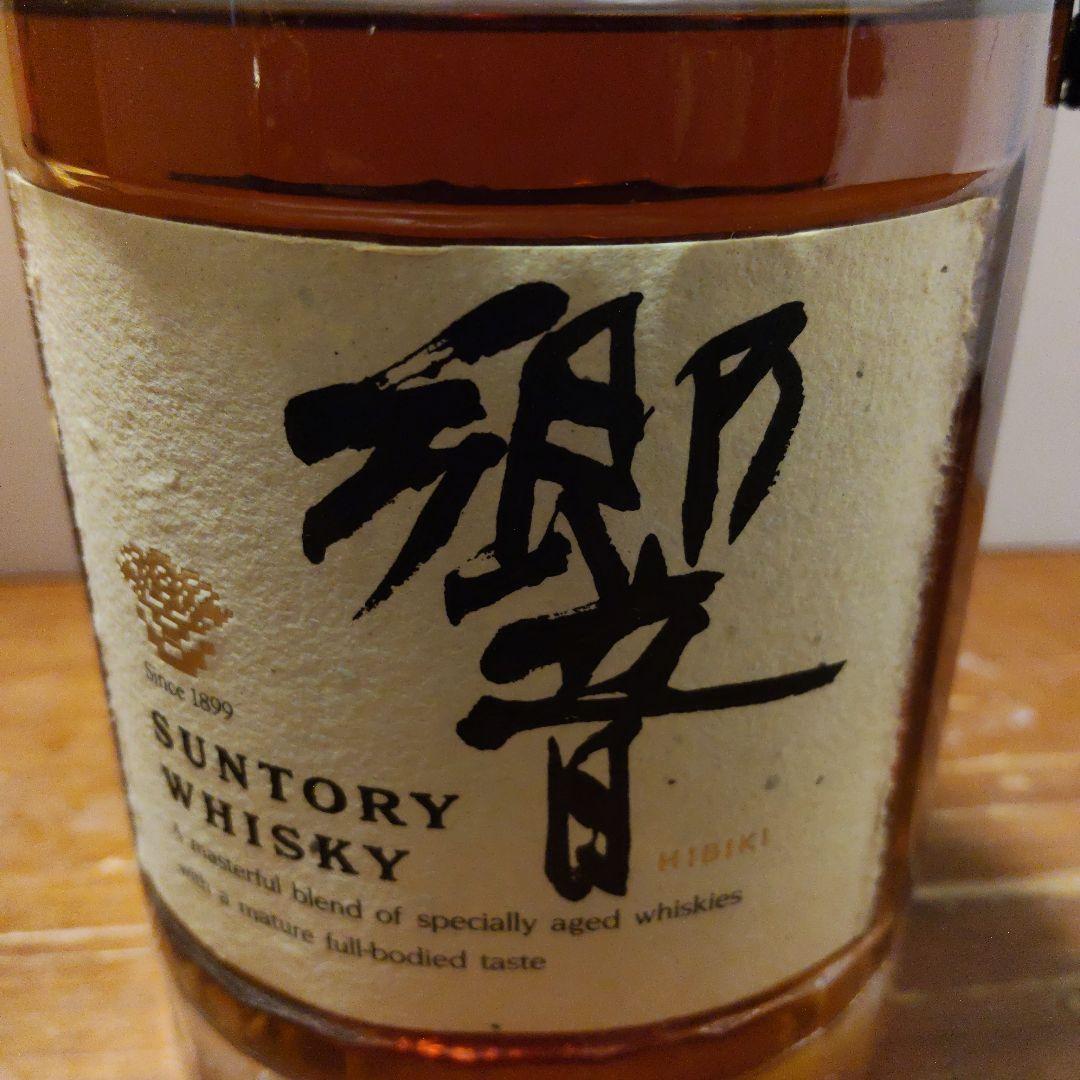 響
Since 1899
SUNTORY
WHISKY
HIBIKI
A masterful blend of specially aged whiskies
with a mature full-bodied taste